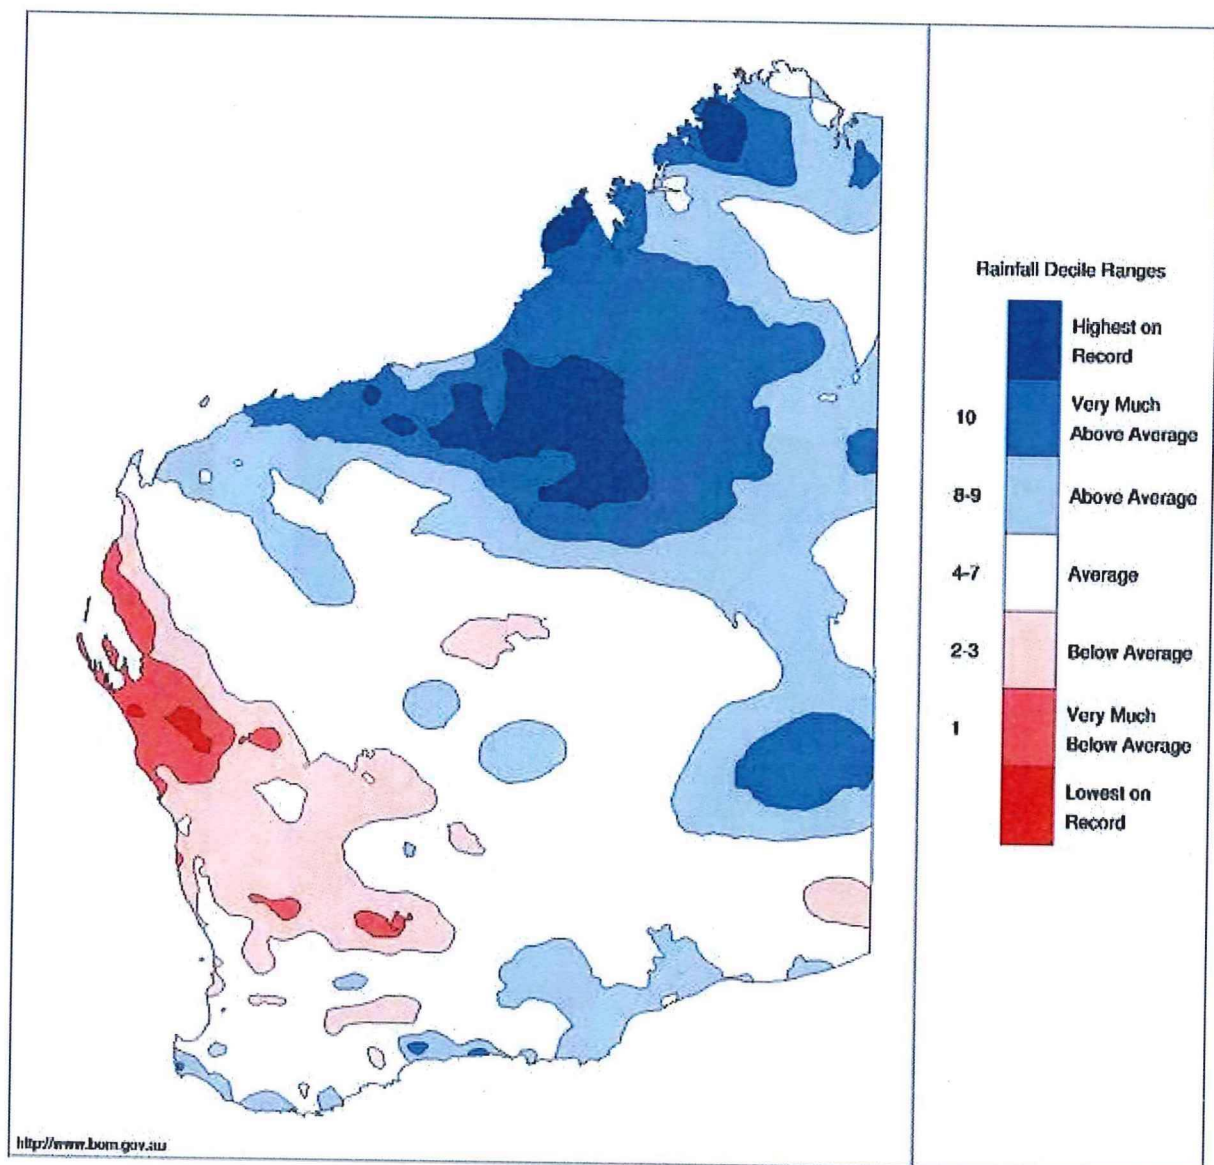 Rainfall Decile Ranges
Highest on
Record
10
Very Much
Above Average
8-9
Above Average
4-7
Average
2-3
Below Average
1
Very Much
Below Average
Lowest on
Record
http://www.bom.gov.au